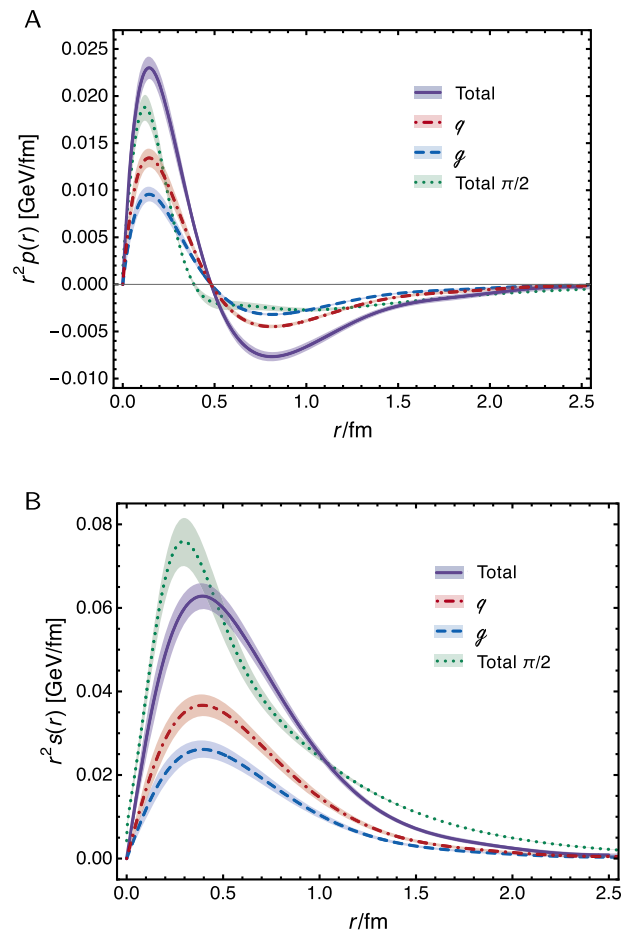 A
r² p(r) [GeV/fm]
0.025
0.020
0.015
0.010
0.005
0.000
−0.005
−0.010
Total
𝓆
ℊ
Total π/2
0.0 0.5 1.0 1.5 2.0 2.5
r/fm
B
r² s(r) [GeV/fm]
0.08
0.06
0.04
0.02
0.00
Total
𝓆
ℊ
Total π/2
0.0 0.5 1.0 1.5 2.0 2.5
r/fm